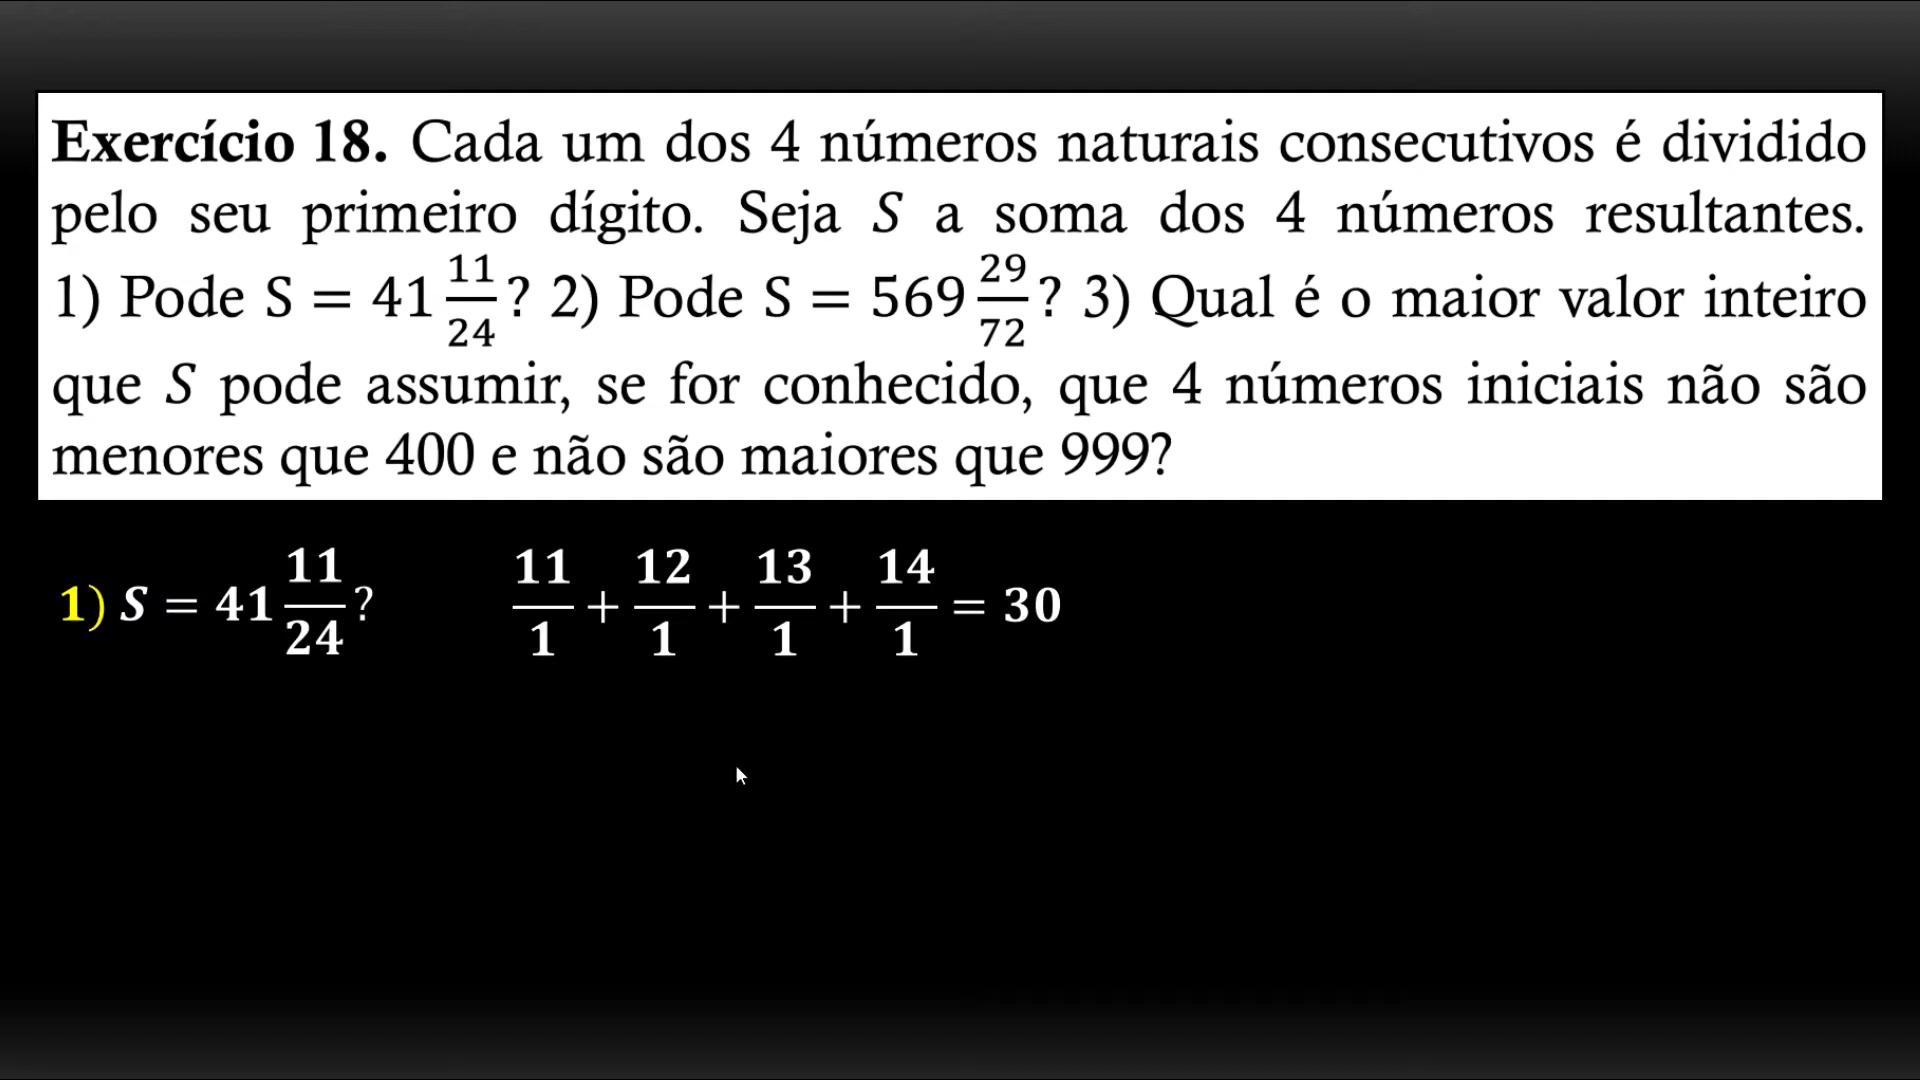 Exercício 18. Cada um dos 4 números naturais consecutivos é dividido
pelo seu primeiro dígito. Seja S a soma dos 4 números resultantes.
1) Pode S = 41 11/24? 2) Pode S = 569 29/72? 3) Qual é o maior valor inteiro
que S pode assumir, se for conhecido, que 4 números iniciais não são
menores que 400 e não são maiores que 999?
1) S = 41 11/24? 11/1 + 12/1 + 13/1 + 14/1 = 30